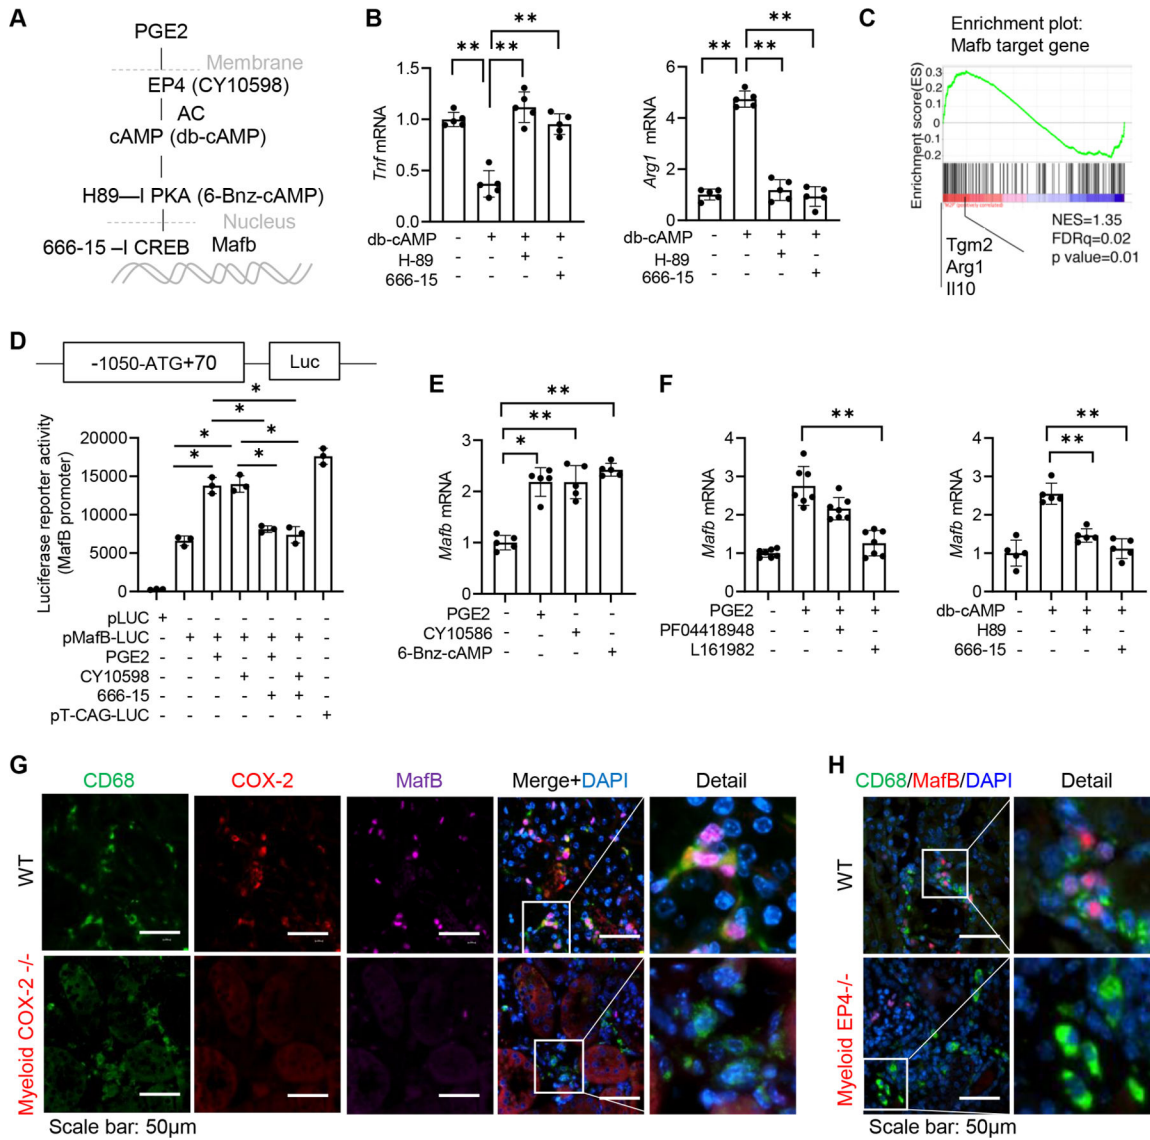 A
PGE2
Membrane
EP4 (CY10598)
AC
cAMP (db-cAMP)
H89—I PKA (6-Bnz-cAMP)
Nucleus
666-15 –I CREB Mafb
B
** ** **
1.5
1.0
0.5
0.0
Tnf mRNA
db-cAMP - + + +
H-89 - - + -
666-15 - - - +
** ** **
6
4
2
0
Arg1 mRNA
db-cAMP - + + +
H-89 - - + -
666-15 - - - +
C
Enrichment plot:
Mafb target gene
Enrichment score(ES)
0.3
0.2
0.1
0
0.1
0.2
NES=1.35
FDRq=0.02
p value=0.01
Tgm2
Arg1
Il10
D
-1050-ATG+70 Luc
* * * * * *
Luciferase reporter activity
(MafB promoter)
20000
15000
10000
5000
0
pLUC + - - - - - -
pMafB-LUC - + + + + + -
PGE2 - - + - + - -
CY10598 - - - + - + -
666-15 - - - - + + -
pT-CAG-LUC - - - - - - +
E
**
**
*
Mafb mRNA
3
2
1
0
PGE2 - + - -
CY10586 - - + -
6-Bnz-cAMP - - - +
F
**
Mafb mRNA
4
3
2
1
0
PGE2 - + + +
PF04418948 - - + -
L161982 - - - +
**
**
Mafb mRNA
4
3
2
1
0
db-cAMP - + + +
H89 - - + -
666-15 - - - +
G
CD68 COX-2 MafB Merge+DAPI Detail
WT
Myeloid COX-2 -/-
Scale bar: 50μm
H
CD68/MafB/DAPI Detail
WT
Myeloid EP4-/-
Scale bar: 50μm